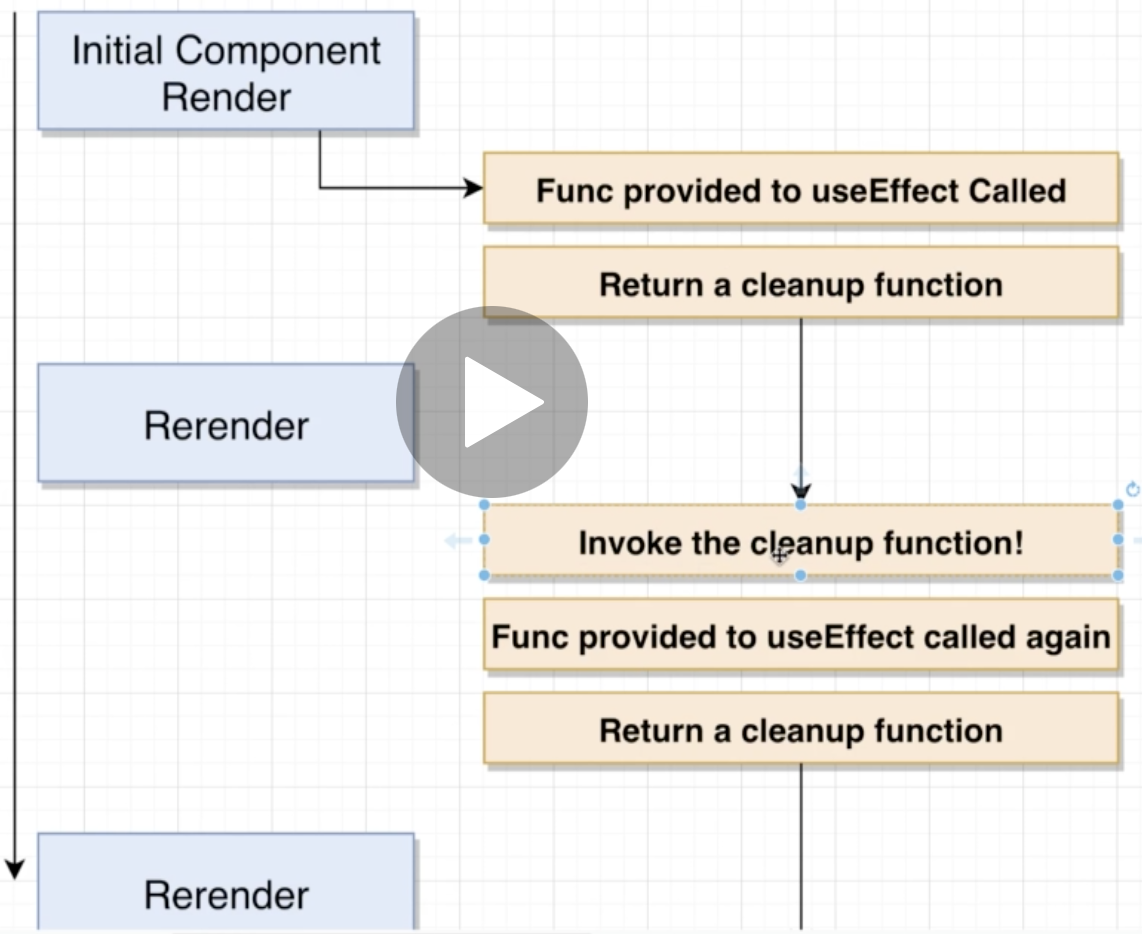 Initial Component
Render
Func provided to useEffect Called
Return a cleanup function
Rerender
Invoke the cleanup function!
Func provided to useEffect called again
Return a cleanup function
Rerender